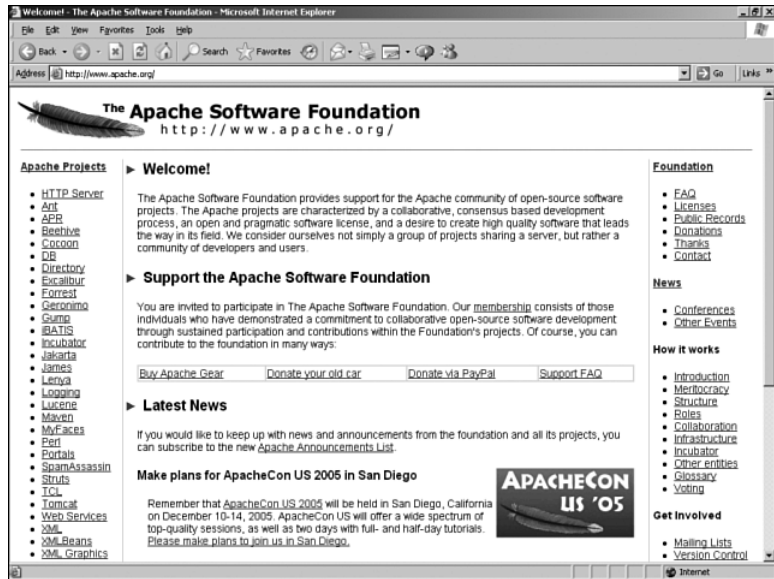 Welcome! - The Apache Software Foundation - Microsoft Internet Explorer
File Edit View Favorites Tools Help
Back Search Favorites
Address http://www.apache.org/ Go Links »
The Apache Software Foundation
http://www.apache.org/
Apache Projects
HTTP Server
Ant
APR
Beehive
Cocoon
DB
Directory
Excalibur
Forrest
Geronimo
Gump
iBATIS
Incubator
Jakarta
James
Lenya
Logging
Lucene
Maven
MyFaces
Perl
Portals
SpamAssassin
Struts
TCL
Tomcat
Web Services
XML
XMLBeans
XML Graphics
Welcome!
The Apache Software Foundation provides support for the Apache community of open-source software
projects. The Apache projects are characterized by a collaborative, consensus based development
process, an open and pragmatic software license, and a desire to create high quality software that leads
the way in its field. We consider ourselves not simply a group of projects sharing a server, but rather a
community of developers and users.
Support the Apache Software Foundation
You are invited to participate in The Apache Software Foundation. Our membership consists of those
individuals who have demonstrated a commitment to collaborative open-source software development
through sustained participation and contributions within the Foundation's projects. Of course, you can
contribute to the foundation in many ways:
Buy Apache Gear Donate your old car Donate via PayPal Support FAQ
Latest News
If you would like to keep up with news and announcements from the foundation and all its projects, you
can subscribe to the new Apache Announcements List.
Make plans for ApacheCon US 2005 in San Diego
Remember that ApacheCon US 2005 will be held in San Diego, California
on December 10-14, 2005. ApacheCon US will offer a wide spectrum of
top-quality sessions, as well as two days with full- and half-day tutorials.
Please make plans to join us in San Diego.
APACHECON
US '05
Foundation
FAQ
Licenses
Public Records
Donations
Thanks
Contact
News
Conferences
Other Events
How it works
Introduction
Meritocracy
Structure
Roles
Collaboration
Infrastructure
Incubator
Other entities
Glossary
Voting
Get Involved
Mailing Lists
Version Control
Internet